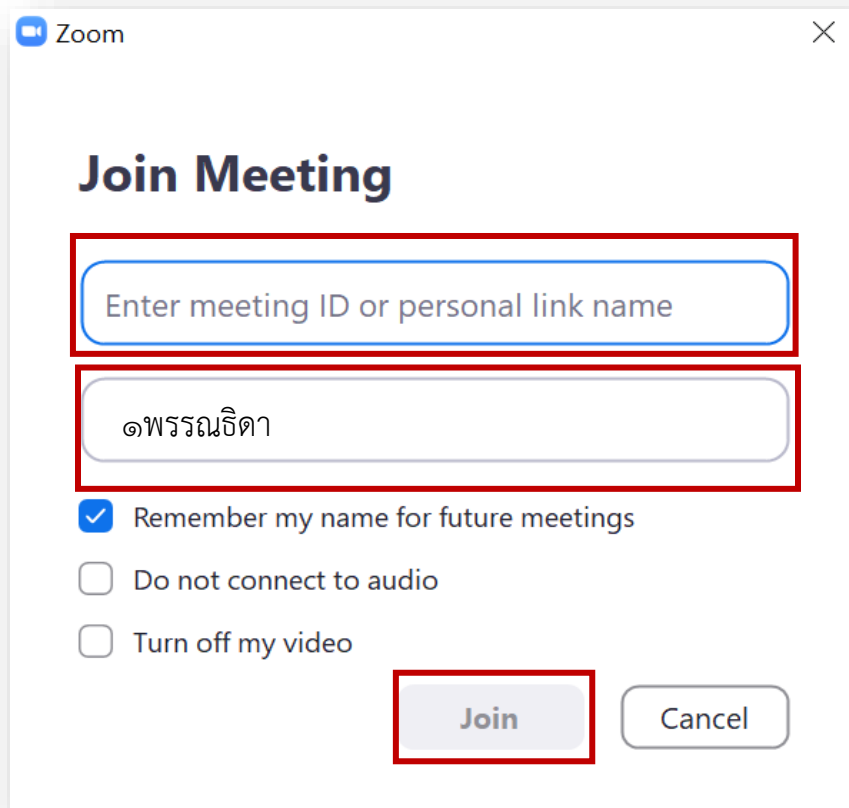 Zoom
Join Meeting
Enter meeting ID or personal link name
๑พรรณธิดา
Remember my name for future meetings
Do not connect to audio
Turn off my video
Join Cancel